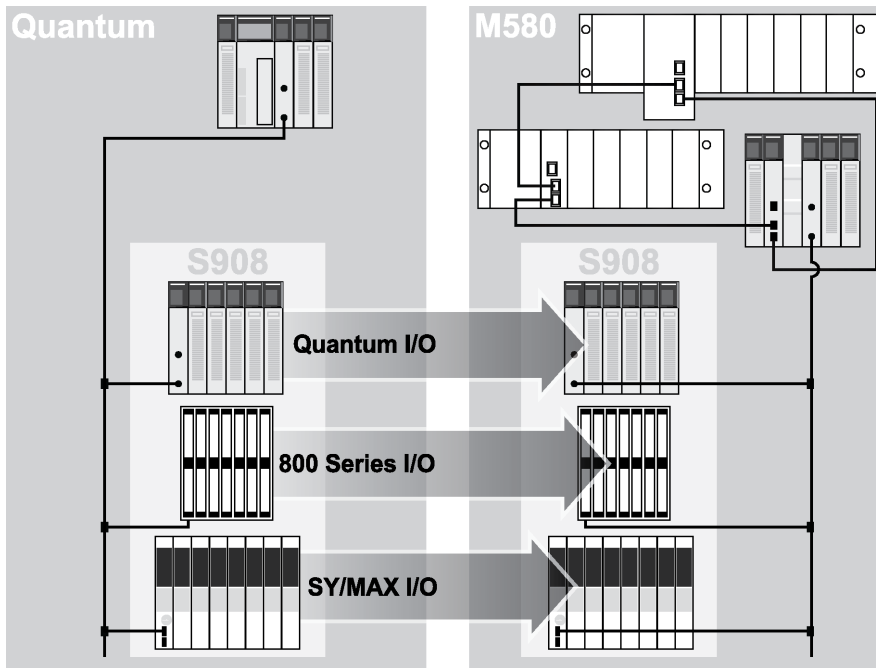 Quantum
M580
S908
S908
Quantum I/O
800 Series I/O
SY/MAX I/O